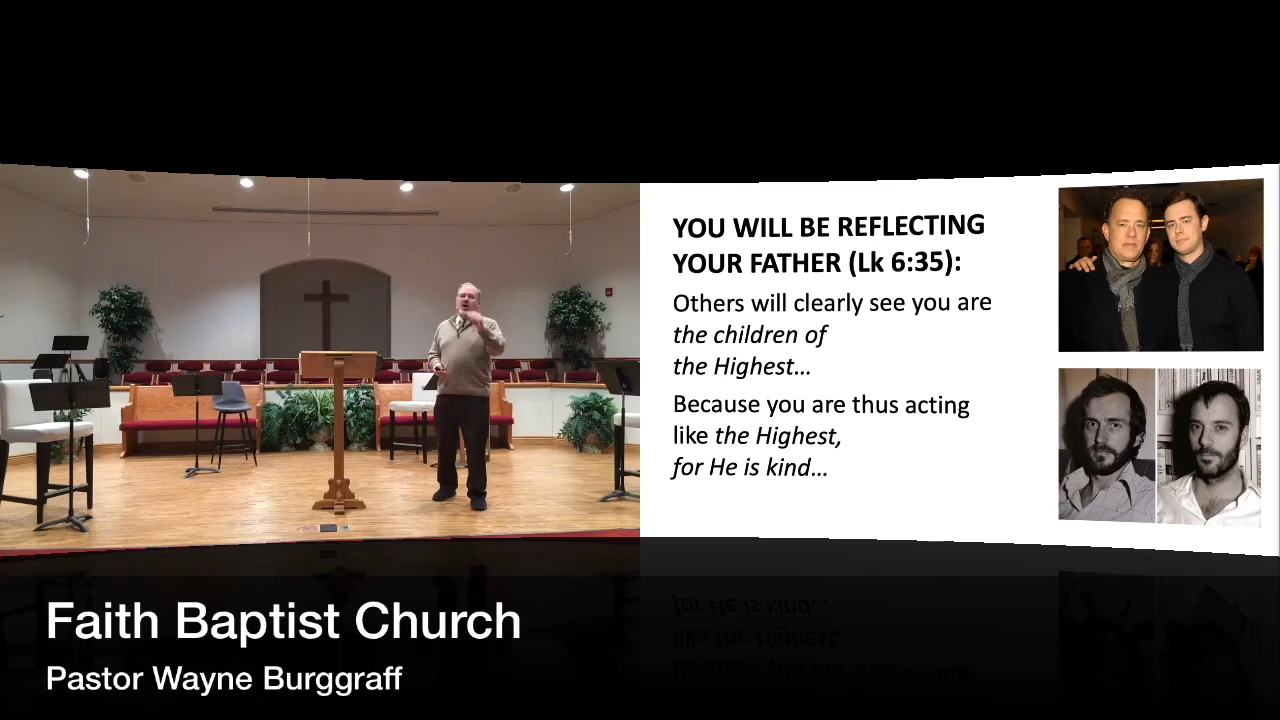 YOU WILL BE REFLECTING
YOUR FATHER (Lk 6:35):
Others will clearly see you are
the children of
the Highest...
Because you are thus acting
like the Highest,
for He is kind...
Faith Baptist Church
Pastor Wayne Burggraff